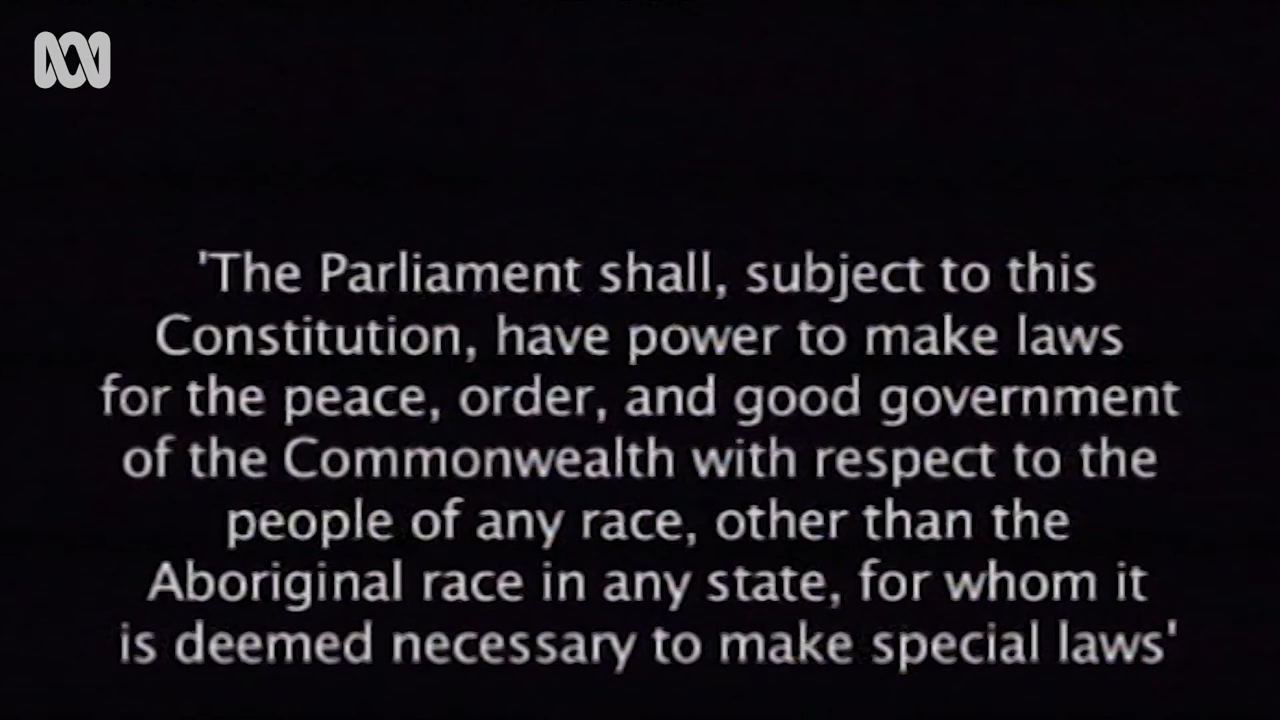 'The Parliament shall, subject to this
Constitution, have power to make laws
for the peace, order, and good government
of the Commonwealth with respect to the
people of any race, other than the
Aboriginal race in any state, for whom it
is deemed necessary to make special laws'